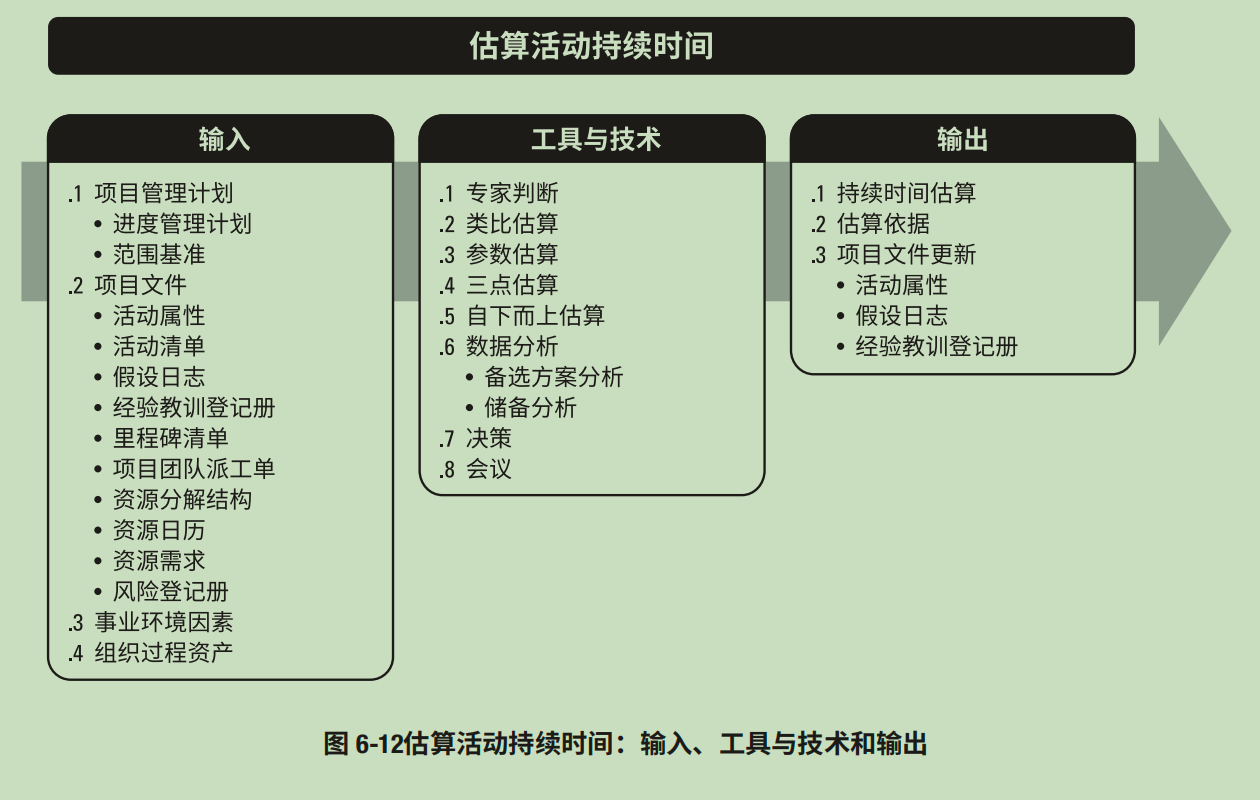 估算活动持续时间
输入
.1 项目管理计划
• 进度管理计划
• 范围基准
.2 项目文件
• 活动属性
• 活动清单
• 假设日志
• 经验教训登记册
• 里程碑清单
• 项目团队派工单
• 资源分解结构
• 资源日历
• 资源需求
• 风险登记册
.3 事业环境因素
.4 组织过程资产
工具与技术
.1 专家判断
.2 类比估算
.3 参数估算
.4 三点估算
.5 自下而上估算
.6 数据分析
• 备选方案分析
• 储备分析
.7 决策
.8 会议
输出
.1 持续时间估算
.2 估算依据
.3 项目文件更新
• 活动属性
• 假设日志
• 经验教训登记册
图 6-12估算活动持续时间：输入、工具与技术和输出